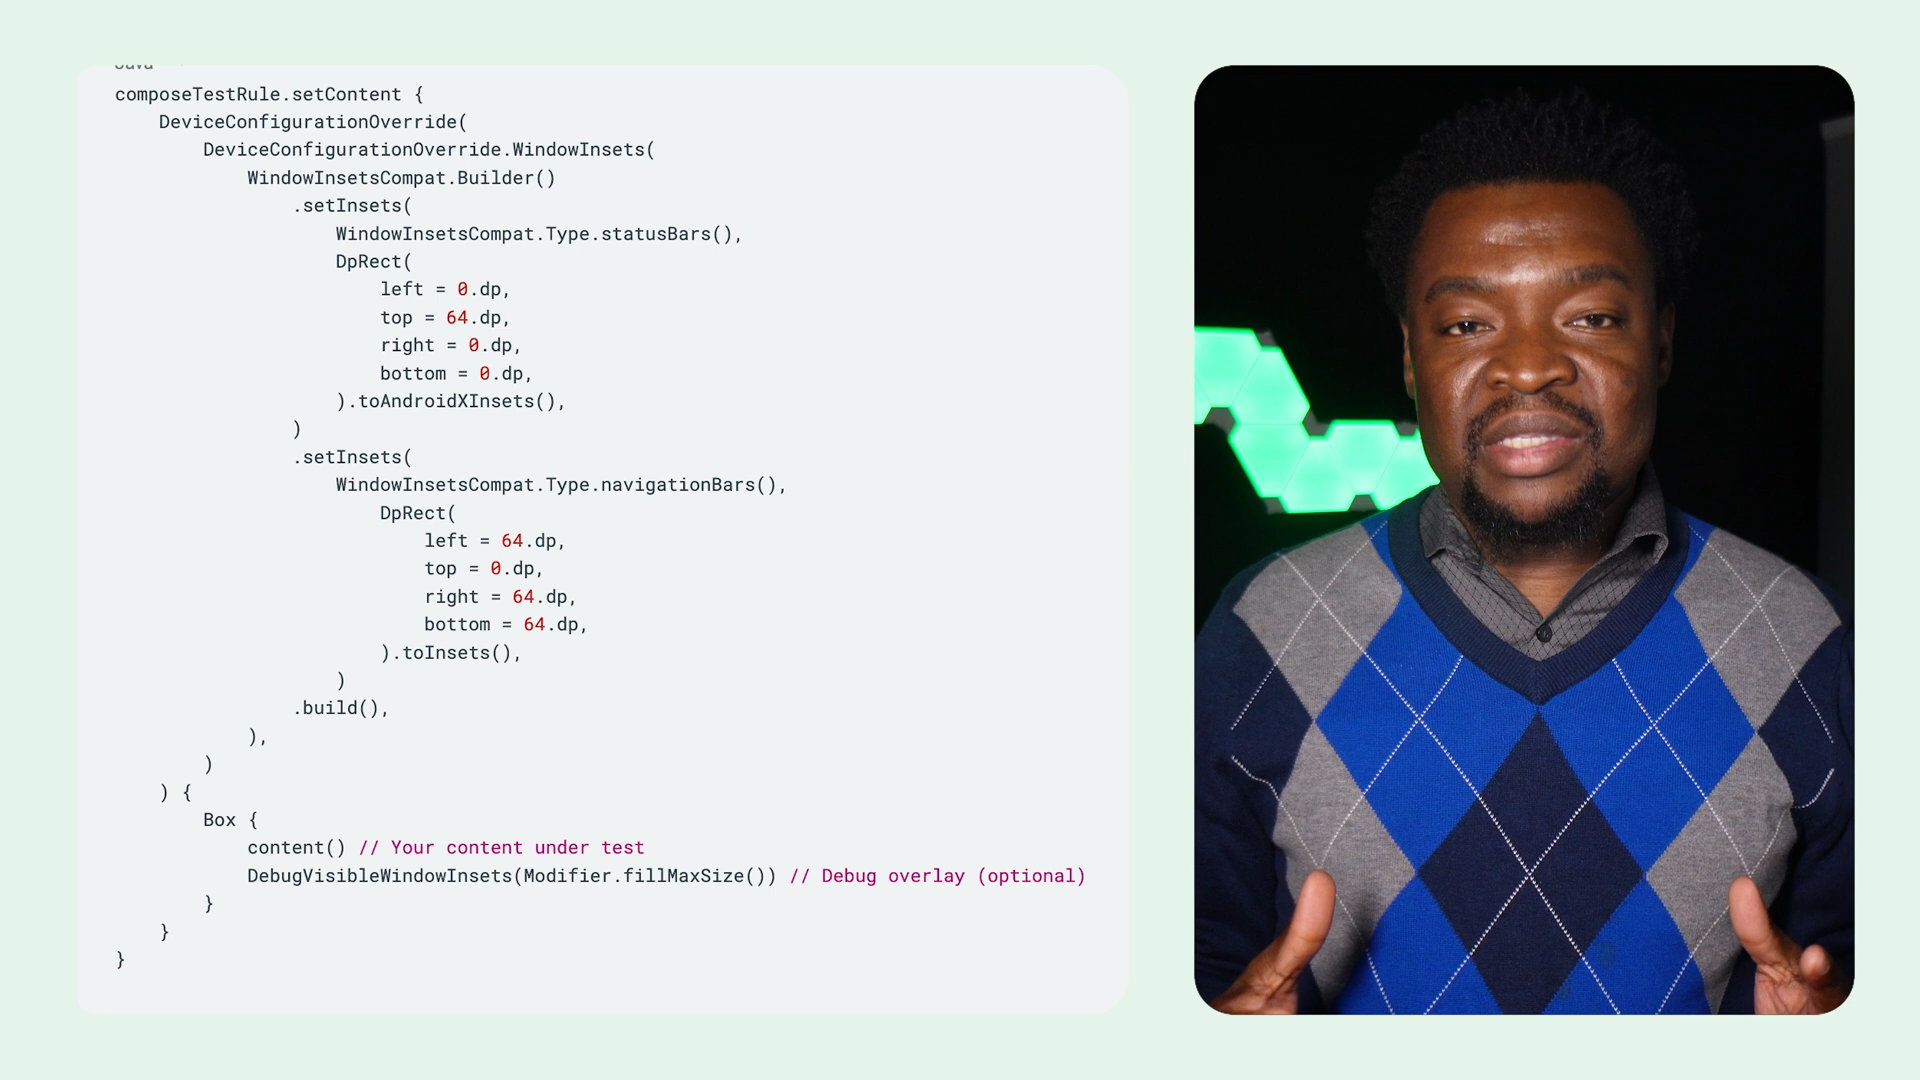 composeTestRule.setContent {
DeviceConfigurationOverride(
DeviceConfigurationOverride.WindowInsets(
WindowInsetsCompat.Builder()
.setInsets(
WindowInsetsCompat.Type.statusBars(),
DpRect(
left = 0.dp,
top = 64.dp,
right = 0.dp,
bottom = 0.dp,
).toAndroidXInsets(),
)
.setInsets(
WindowInsetsCompat.Type.navigationBars(),
DpRect(
left = 64.dp,
top = 0.dp,
right = 64.dp,
bottom = 64.dp,
).toInsets(),
)
.build(),
),
)
) {
Box {
content() // Your content under test
DebugVisibleWindowInsets(Modifier.fillMaxSize()) // Debug overlay (optional)
}
}
}